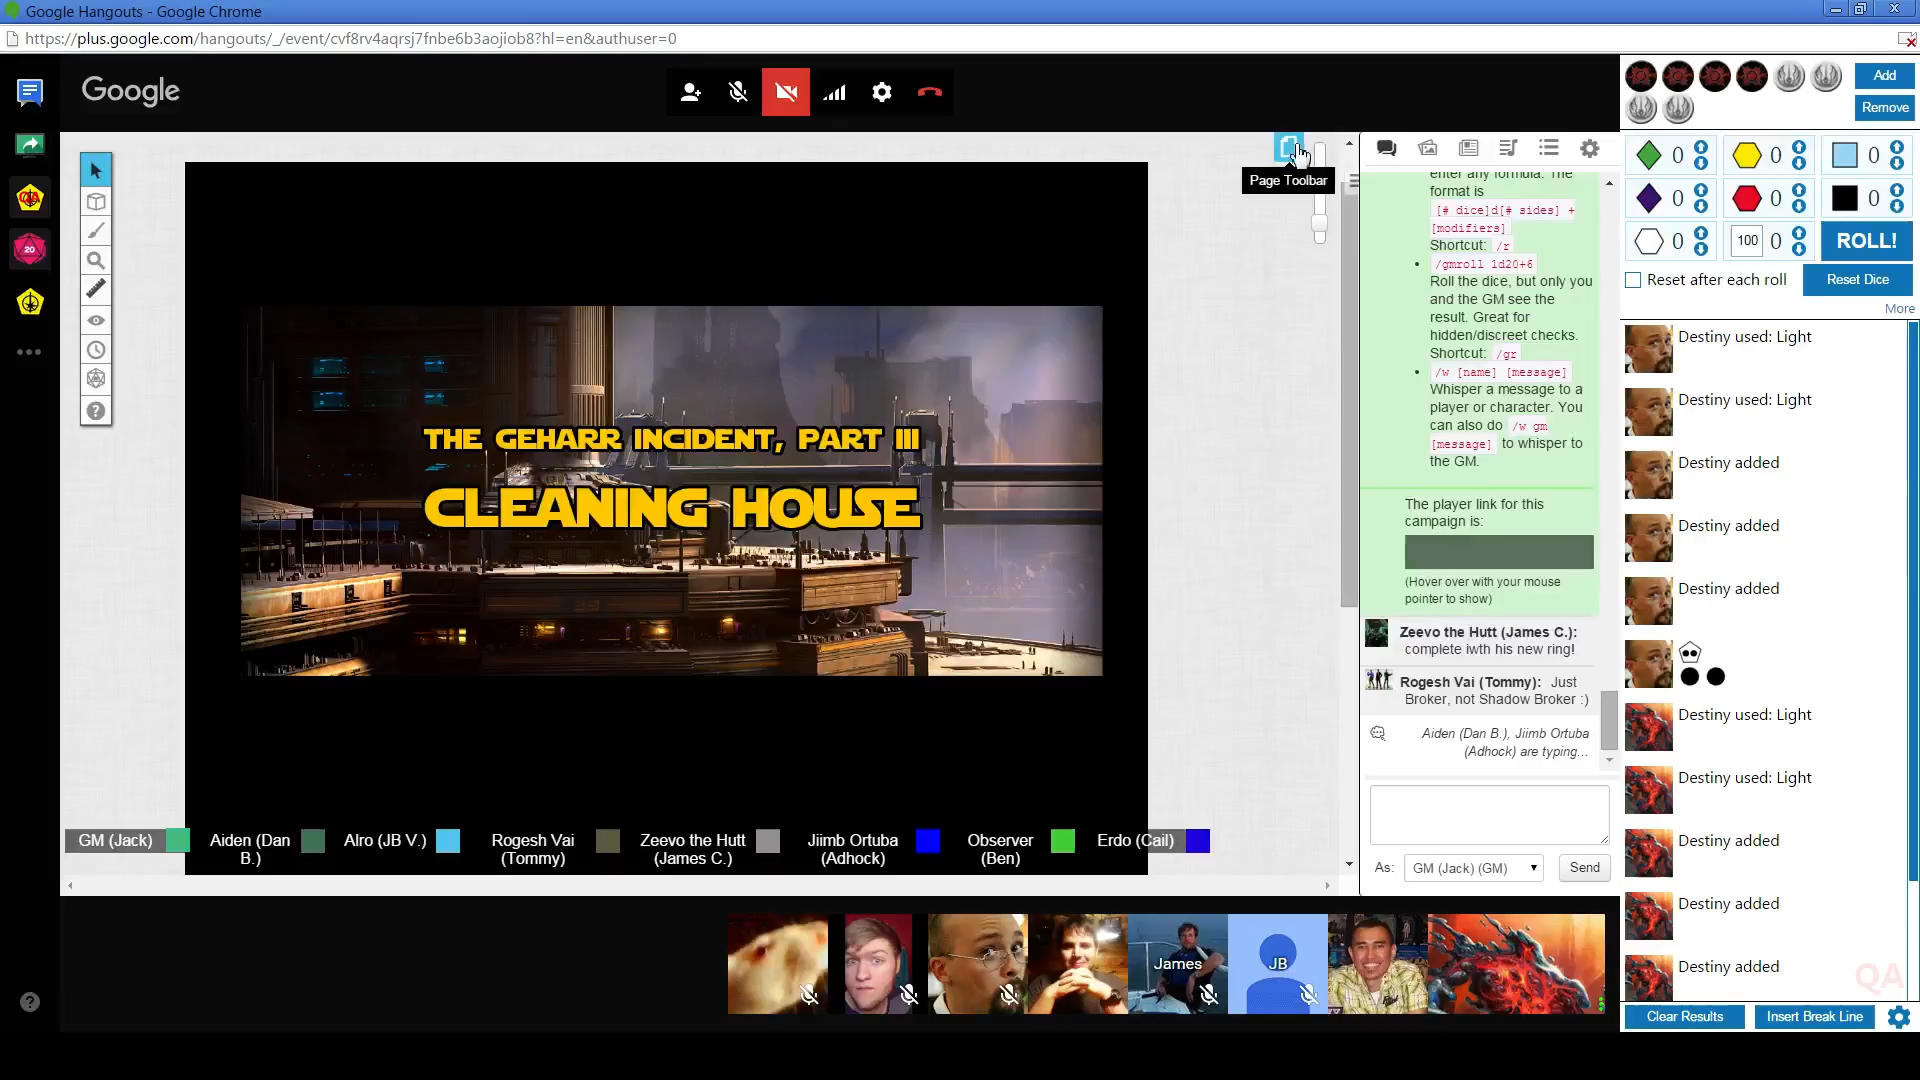 Google Hangouts - Google Chrome
https://plus.google.com/hangouts/_/event/cvf8rv4aqrsj7fnbe6b3aojiob8?hl=en&authuser=0
Google
Page Toolbar
THE GEHARR INCIDENT, PART III
CLEANING HOUSE
GM (Jack)
Aiden (Dan
B.)
Alro (JB V.)
Rogesh Vai
(Tommy)
Zeevo the Hutt
(James C.)
Jiimb Ortuba
(Adhock)
Observer
(Ben)
Erdo (Cail)
James
JB
enter any formula. The
format is
[# dice]d[# sides] +
[modifiers]
Shortcut: /r
/gmroll 1d20+6
Roll the dice, but only you
and the GM see the
result. Great for
hidden/discreet checks.
Shortcut: /gr
/w [name] [message]
Whisper a message to a
player or character. You
can also do /w gm
[message] to whisper to
the GM.
The player link for this
campaign is:
(Hover over with your mouse
pointer to show)
Zeevo the Hutt (James C.):
complete iwth his new ring!
Rogesh Vai (Tommy): Just
Broker, not Shadow Broker :)
Aiden (Dan B.), Jiimb Ortuba
(Adhock) are typing...
As:
GM (Jack) (GM)
Send
Add
Remove
0 0 0
0 0 0
0 100 0 ROLL!
Reset after each roll
Reset Dice
More
Destiny used: Light
Destiny used: Light
Destiny added
Destiny added
Destiny added
Destiny used: Light
Destiny used: Light
Destiny added
Destiny added
Destiny added
QA
Clear Results
Insert Break Line
20